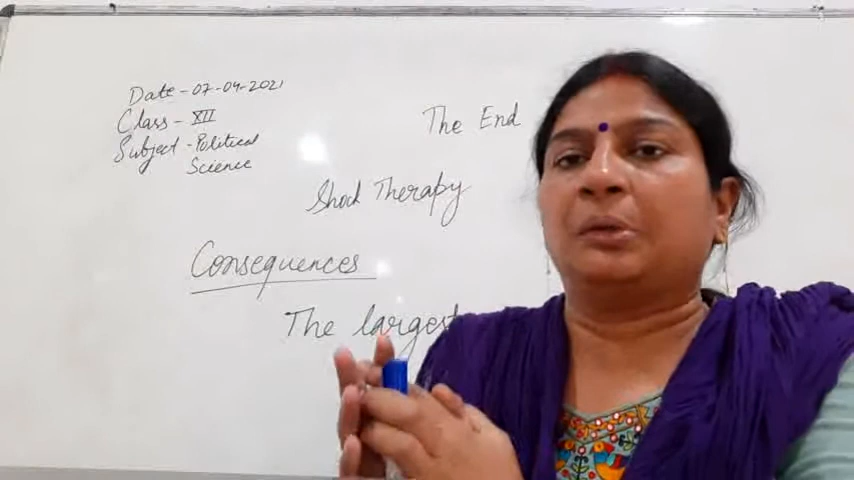 Date - 07-04-2021
Class - XII
Subject - Political
Science
The End
Shock Therapy
Consequences
The largest